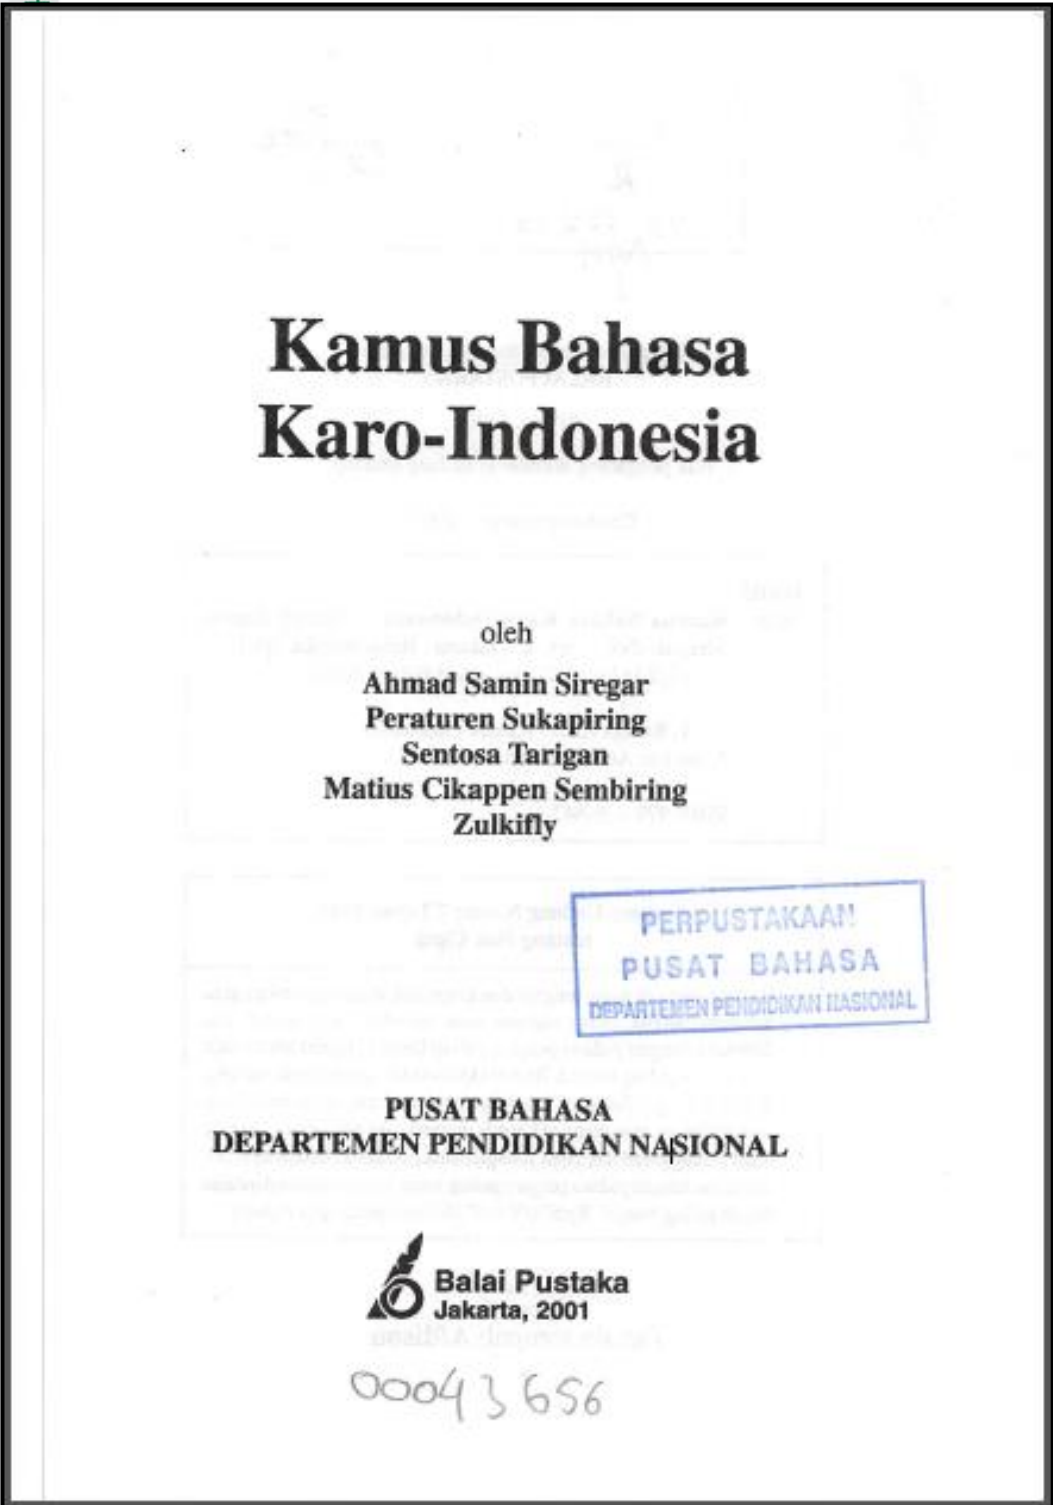 Kamus Bahasa
Karo-Indonesia
oleh
Ahmad Samin Siregar
Peraturen Sukapiring
Sentosa Tarigan
Matius Cikappen Sembiring
Zulkifly
PERPUSTAKAAN
PUSAT BAHASA
DEPARTEMEN PENDIDIKAN NASIONAL
PUSAT BAHASA
DEPARTEMEN PENDIDIKAN NASIONAL
Balai Pustaka
Jakarta, 2001
00043656